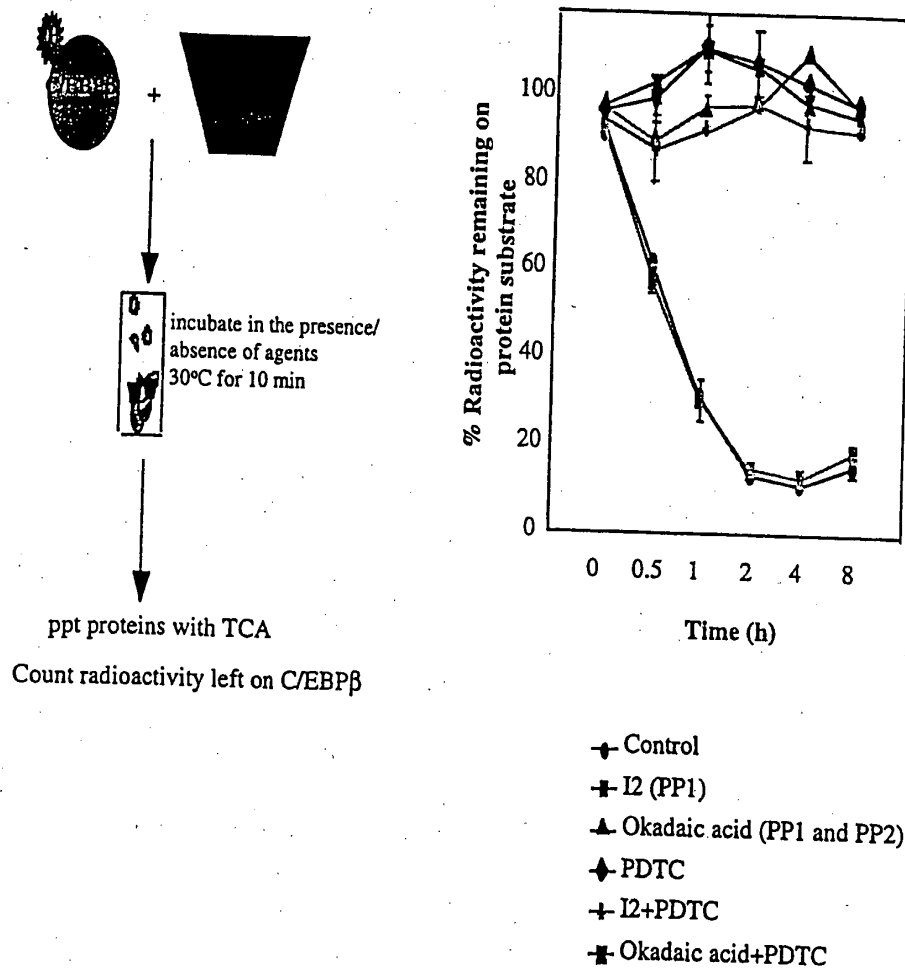 C/EBPβ
+
incubate in the presence/
absence of agents
30ºC for 10 min
ppt proteins with TCA
Count radioactivity left on C/EBPβ
% Radioactivity remaining on
protein substrate
100
80
60
40
20
0
0 0.5 1 2 4 8
Time (h)
Control
I2 (PP1)
Okadaic acid (PP1 and PP2)
PDTC
I2+PDTC
Okadaic acid+PDTC